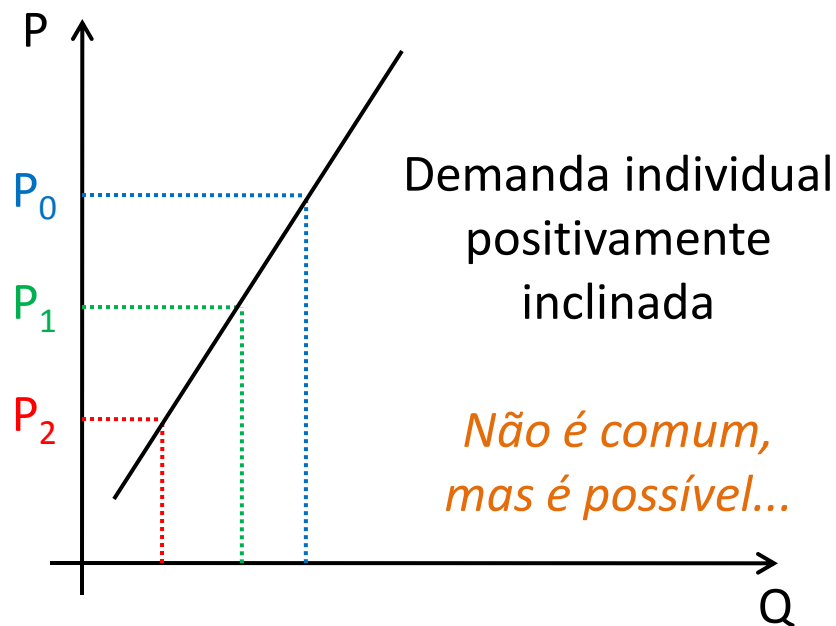 P
P0
P1
P2
Q
Demanda individual
positivamente
inclinada
Não é comum,
mas é possível...